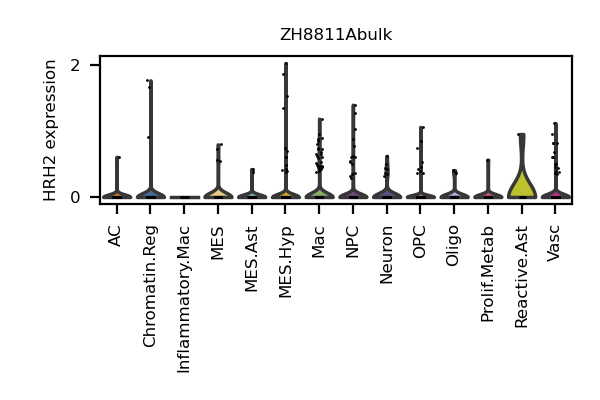 ZH8811Abulk
HRH2 expression
2
0
AC
Chromatin.Reg
Inflammatory.Mac
MES
MES.Ast
MES.Hyp
Mac
NPC
Neuron
OPC
Oligo
Prolif.Metab
Reactive.Ast
Vasc